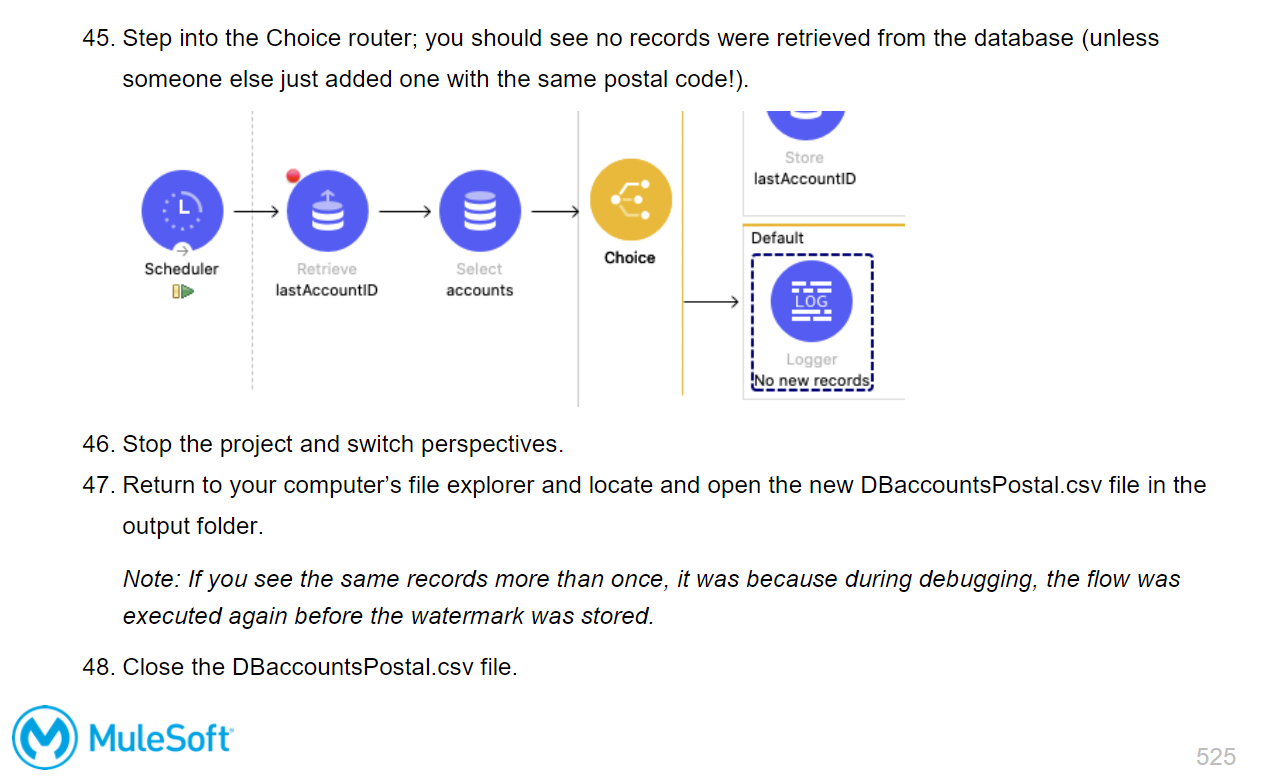 45. Step into the Choice router; you should see no records were retrieved from the database (unless
someone else just added one with the same postal code!).
Store
lastAccountID
Default
Scheduler
Retrieve
lastAccountID
Select
accounts
Choice
LOG
Logger
No new records
46. Stop the project and switch perspectives.
47. Return to your computer’s file explorer and locate and open the new DBaccountsPostal.csv file in the
output folder.
Note: If you see the same records more than once, it was because during debugging, the flow was
executed again before the watermark was stored.
48. Close the DBaccountsPostal.csv file.
MuleSoft
525